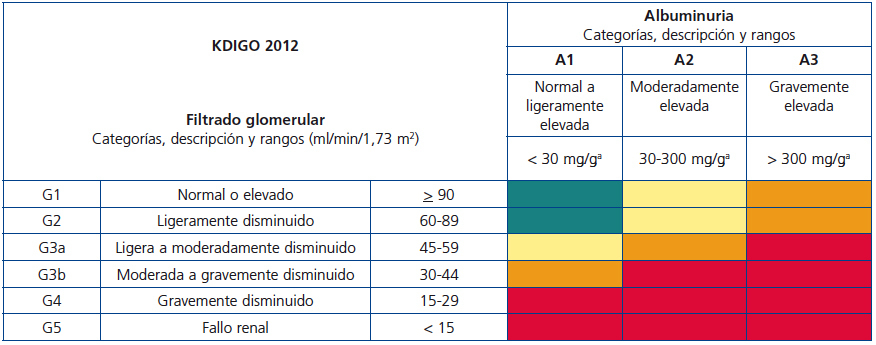 KDIGO 2012
Filtrado glomerular
Categorías, descripción y rangos (ml/min/1,73 m²)
Albuminuria
Categorías, descripción y rangos
A1 A2 A3
Normal a
ligeramente
elevada
Moderadamente
elevada
Gravemente
elevada
< 30 mg/gᵃ 30-300 mg/gᵃ > 300 mg/gᵃ
G1 Normal o elevado ≥ 90
G2 Ligeramente disminuido 60-89
G3a Ligera a moderadamente disminuido 45-59
G3b Moderada a gravemente disminuido 30-44
G4 Gravemente disminuido 15-29
G5 Fallo renal < 15